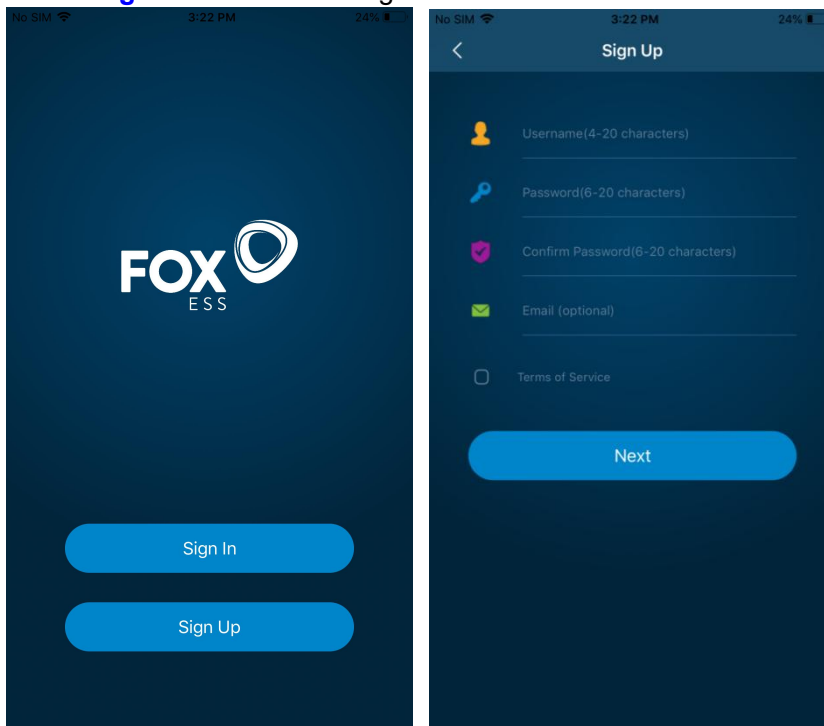 No SIM 3:22 PM 24%
FOX
ESS
Sign In
Sign Up
No SIM 3:22 PM 24%
Sign Up
Username(4-20 characters)
Password(6-20 characters)
Confirm Password(6-20 characters)
Email (optional)
Terms of Service
Next